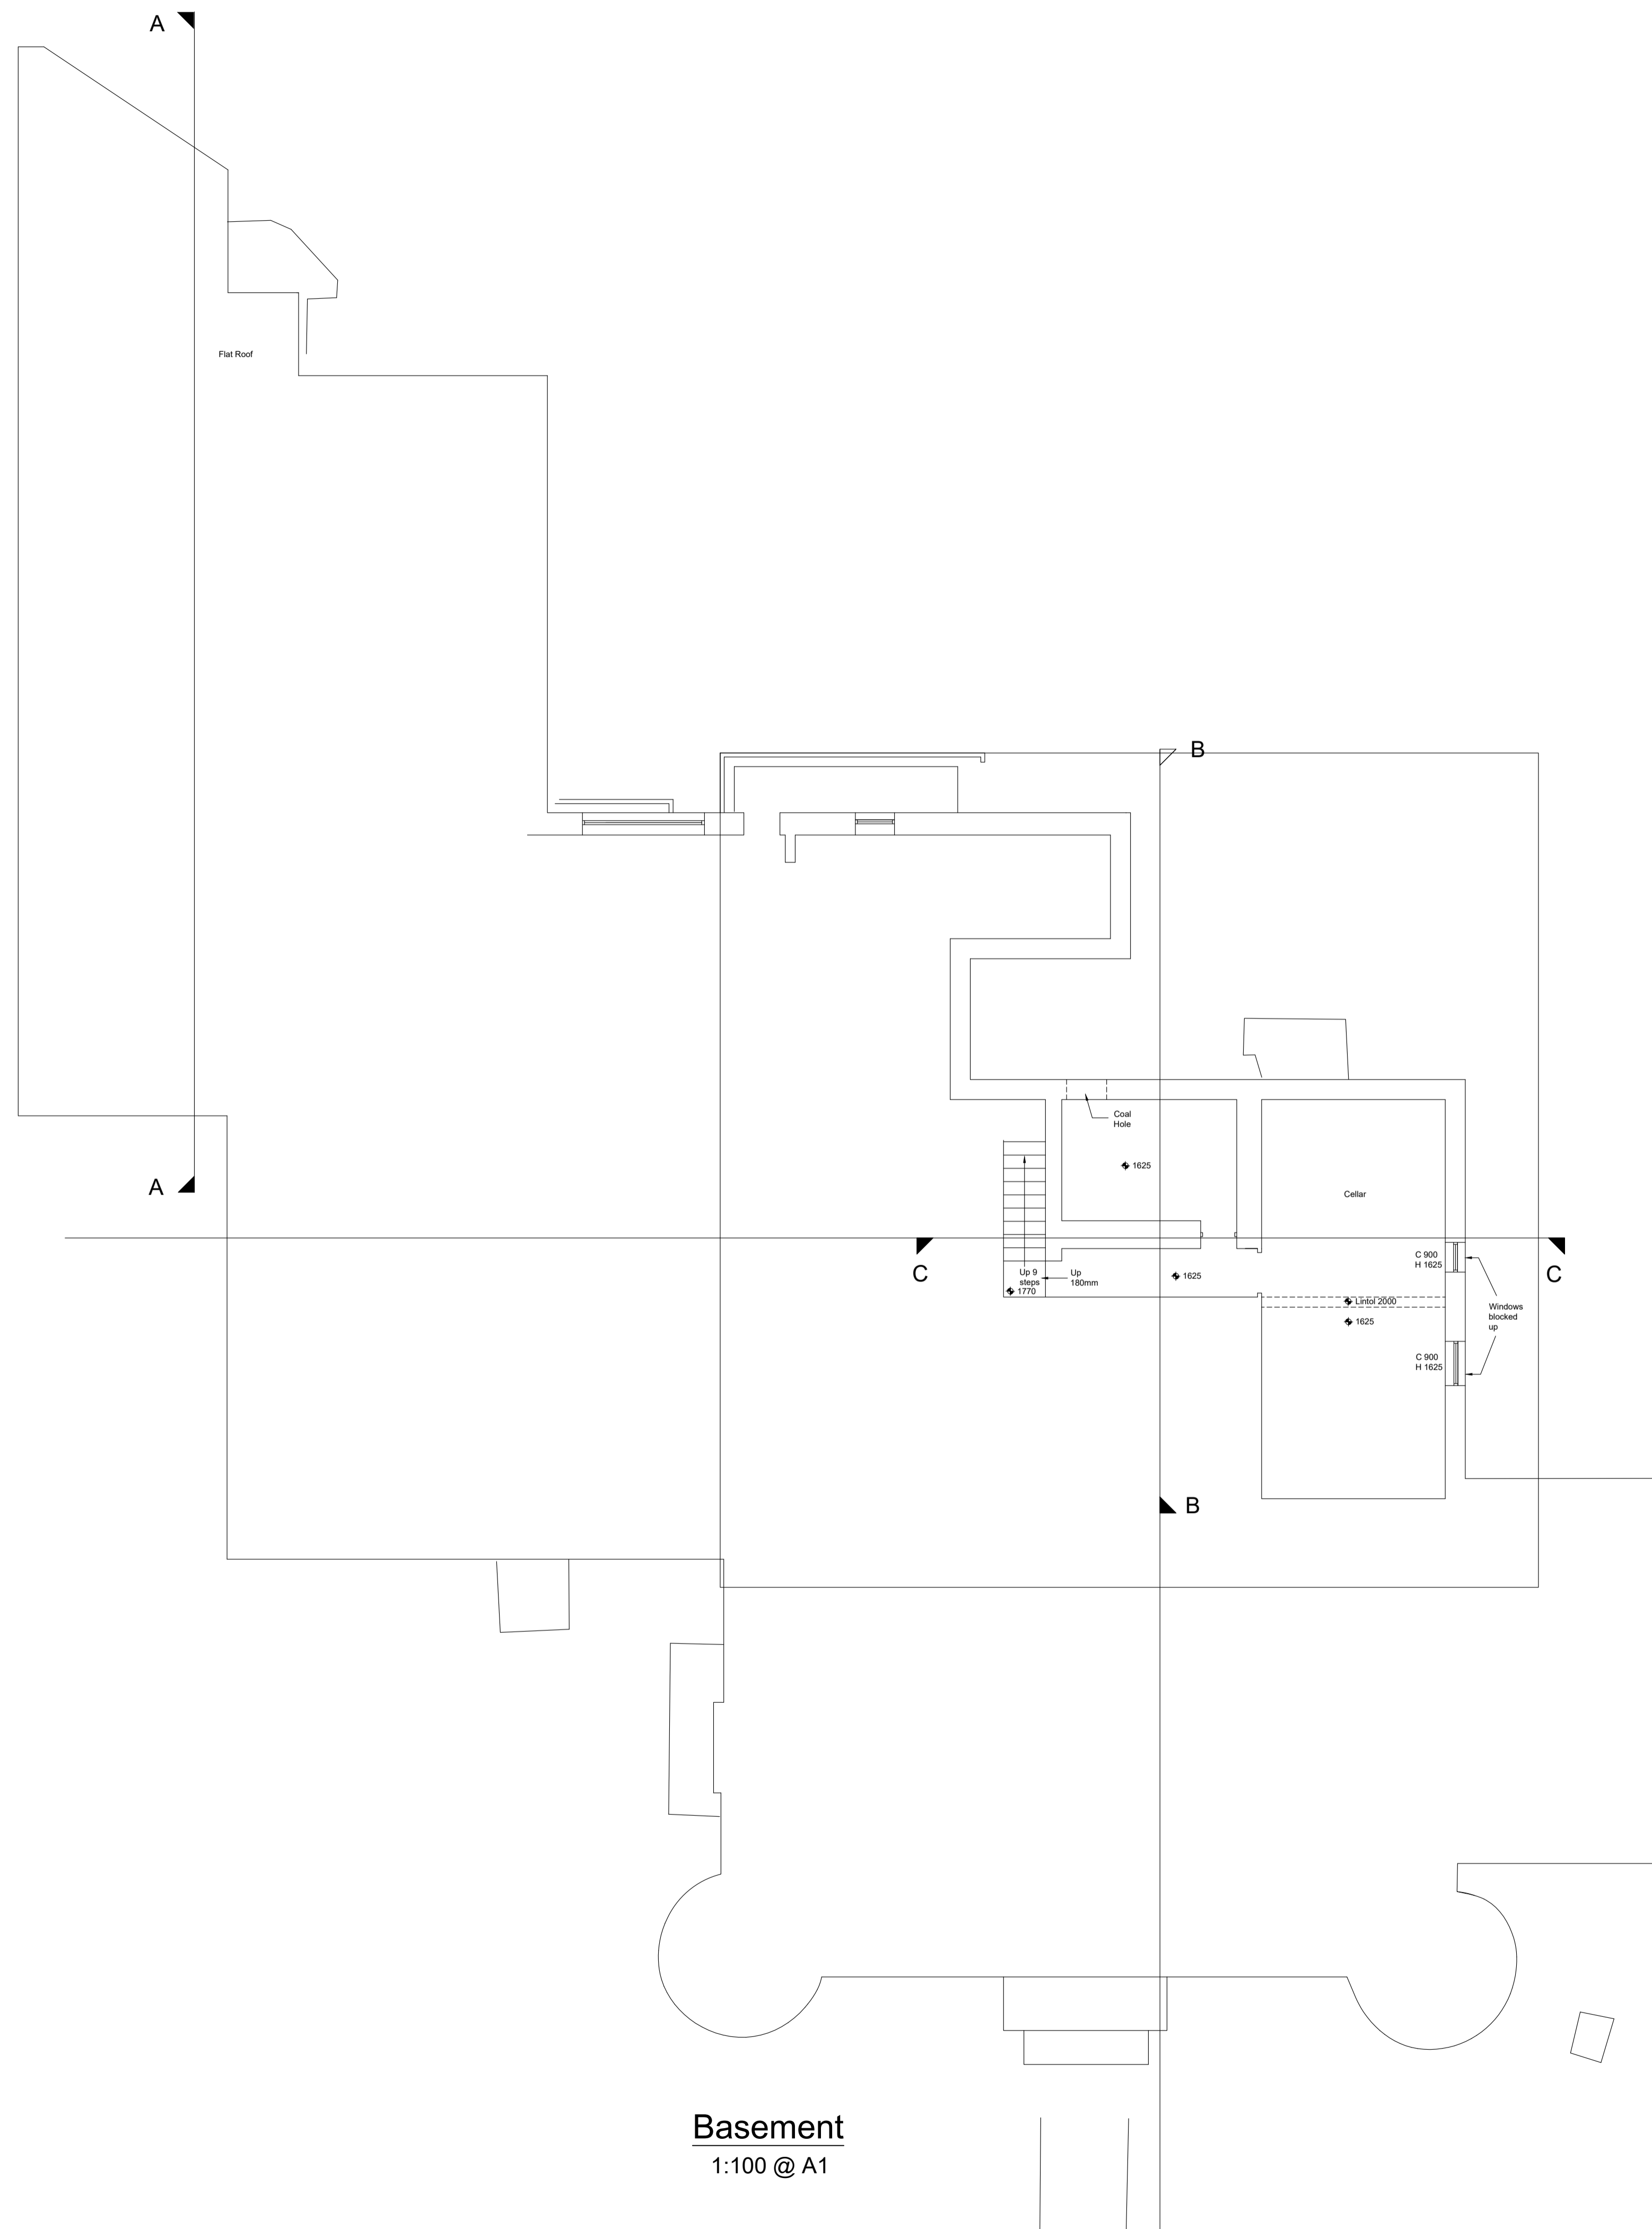 A
Flat Roof
B
Coal
Hole
1625
Cellar
A
C
C
C 900
H 1625
Up 9
steps
1770
Up
180mm
1625
Lintol 2000
1625
Windows
blocked
up
C 900
H 1625
B
Basement
1:100 @ A1